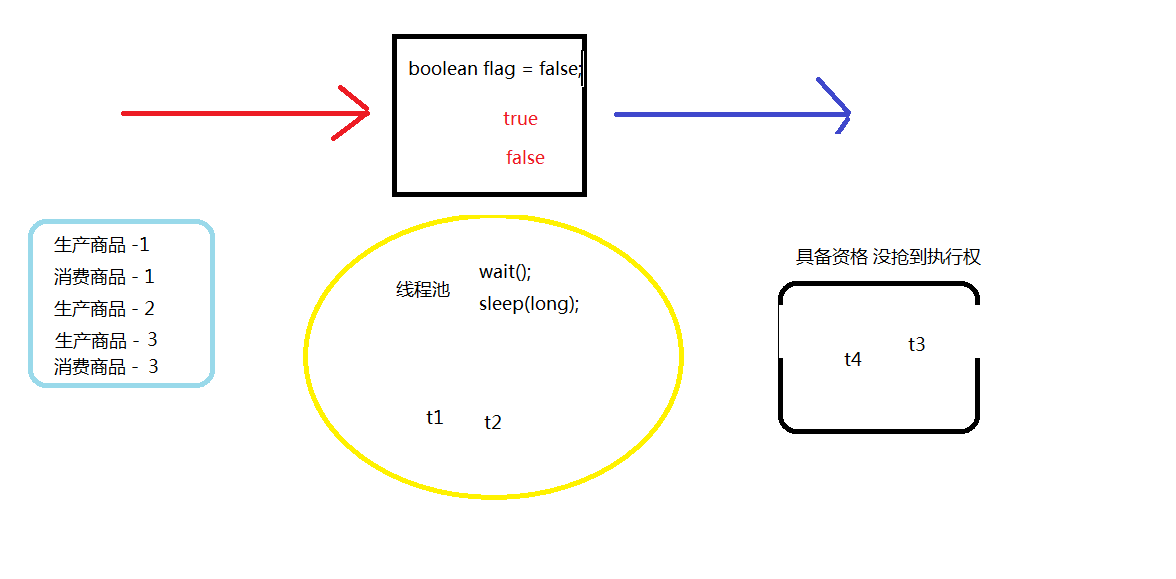 boolean flag = false;
true
false
生产商品 -1
消费商品 - 1
生产商品 - 2
生产商品 - 3
消费商品 - 3
线程池
wait();
sleep(long);
t1
t2
具备资格 没抢到执行权
t4
t3